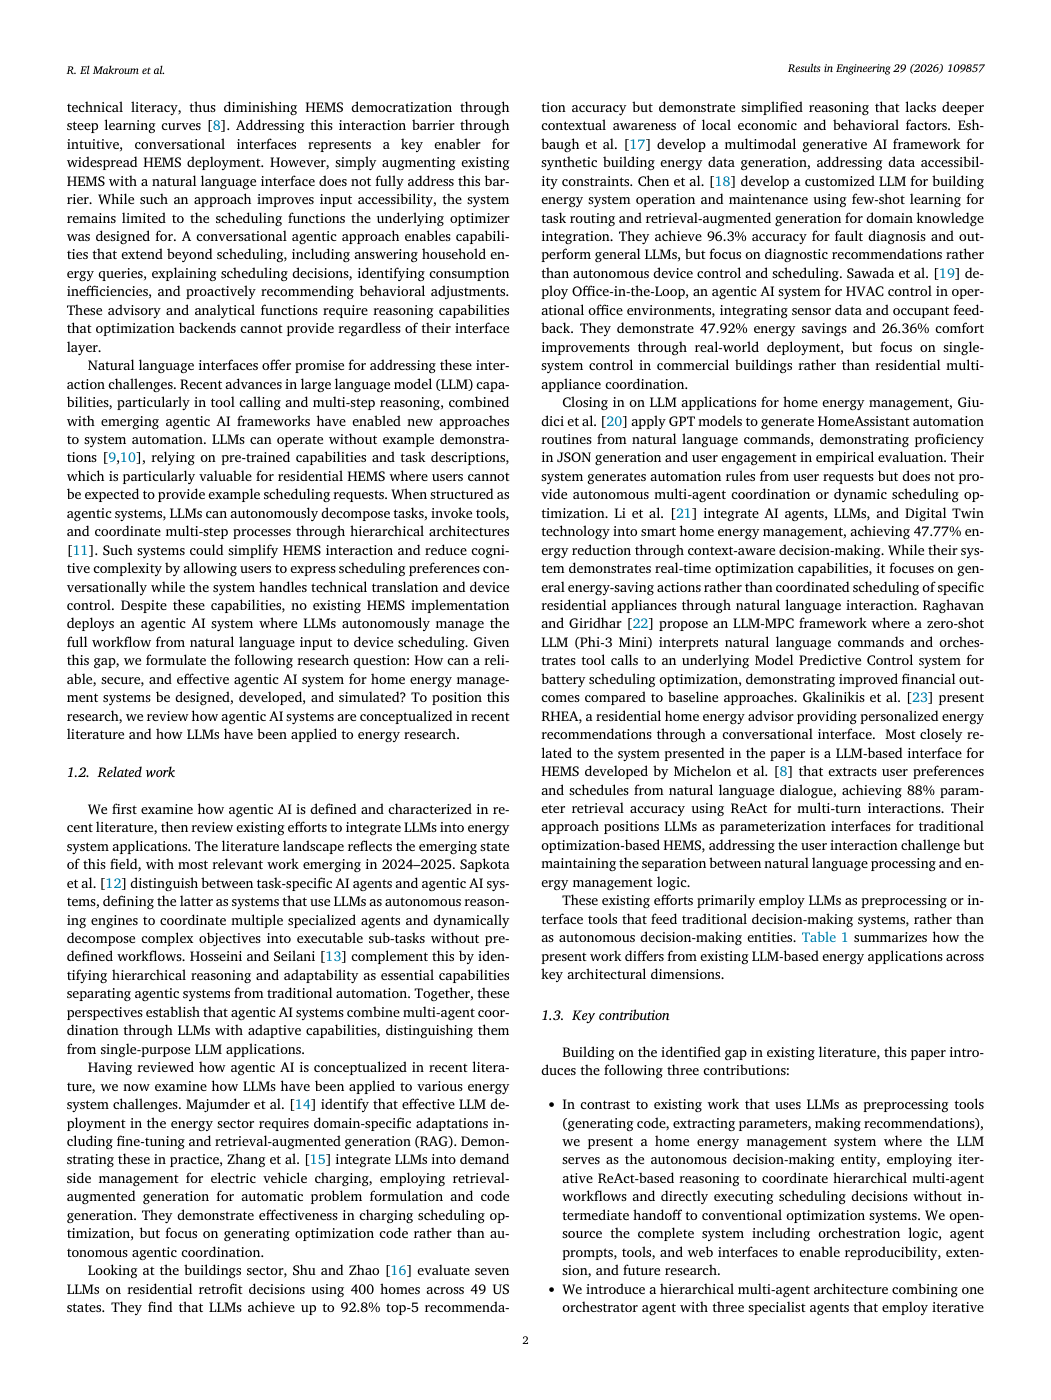 R. El Makroum et al.
Results in Engineering 29 (2026) 109857
technical literacy, thus diminishing HEMS democratization through
steep learning curves [8]. Addressing this interaction barrier through
intuitive, conversational interfaces represents a key enabler for
widespread HEMS deployment. However, simply augmenting existing
HEMS with a natural language interface does not fully address this bar-
rier. While such an approach improves input accessibility, the system
remains limited to the scheduling functions the underlying optimizer
was designed for. A conversational agentic approach enables capabili-
ties that extend beyond scheduling, including answering household en-
ergy queries, explaining scheduling decisions, identifying consumption
inefficiencies, and proactively recommending behavioral adjustments.
These advisory and analytical functions require reasoning capabilities
that optimization backends cannot provide regardless of their interface
layer.
Natural language interfaces offer promise for addressing these inter-
action challenges. Recent advances in large language model (LLM) capa-
bilities, particularly in tool calling and multi-step reasoning, combined
with emerging agentic AI frameworks have enabled new approaches
to system automation. LLMs can operate without example demonstra-
tions [9,10], relying on pre-trained capabilities and task descriptions,
which is particularly valuable for residential HEMS where users cannot
be expected to provide example scheduling requests. When structured as
agentic systems, LLMs can autonomously decompose tasks, invoke tools,
and coordinate multi-step processes through hierarchical architectures
[11]. Such systems could simplify HEMS interaction and reduce cogni-
tive complexity by allowing users to express scheduling preferences con-
versationally while the system handles technical translation and device
control. Despite these capabilities, no existing HEMS implementation
deploys an agentic AI system where LLMs autonomously manage the
full workflow from natural language input to device scheduling. Given
this gap, we formulate the following research question: How can a reli-
able, secure, and effective agentic AI system for home energy manage-
ment systems be designed, developed, and simulated? To position this
research, we review how agentic AI systems are conceptualized in recent
literature and how LLMs have been applied to energy research.
1.2. Related work
We first examine how agentic AI is defined and characterized in re-
cent literature, then review existing efforts to integrate LLMs into energy
system applications. The literature landscape reflects the emerging state
of this field, with most relevant work emerging in 2024–2025. Sapkota
et al. [12] distinguish between task-specific AI agents and agentic AI sys-
tems, defining the latter as systems that use LLMs as autonomous reason-
ing engines to coordinate multiple specialized agents and dynamically
decompose complex objectives into executable sub-tasks without pre-
defined workflows. Hosseini and Seilani [13] complement this by iden-
tifying hierarchical reasoning and adaptability as essential capabilities
separating agentic systems from traditional automation. Together, these
perspectives establish that agentic AI systems combine multi-agent coor-
dination through LLMs with adaptive capabilities, distinguishing them
from single-purpose LLM applications.
Having reviewed how agentic AI is conceptualized in recent litera-
ture, we now examine how LLMs have been applied to various energy
system challenges. Majumder et al. [14] identify that effective LLM de-
ployment in the energy sector requires domain-specific adaptations in-
cluding fine-tuning and retrieval-augmented generation (RAG). Demon-
strating these in practice, Zhang et al. [15] integrate LLMs into demand
side management for electric vehicle charging, employing retrieval-
augmented generation for automatic problem formulation and code
generation. They demonstrate effectiveness in charging scheduling op-
timization, but focus on generating optimization code rather than au-
tonomous agentic coordination.
Looking at the buildings sector, Shu and Zhao [16] evaluate seven
LLMs on residential retrofit decisions using 400 homes across 49 US
states. They find that LLMs achieve up to 92.8% top-5 recommenda-
tion accuracy but demonstrate simplified reasoning that lacks deeper
contextual awareness of local economic and behavioral factors. Esh-
baugh et al. [17] develop a multimodal generative AI framework for
synthetic building energy data generation, addressing data accessibil-
ity constraints. Chen et al. [18] develop a customized LLM for building
energy system operation and maintenance using few-shot learning for
task routing and retrieval-augmented generation for domain knowledge
integration. They achieve 96.3% accuracy for fault diagnosis and out-
perform general LLMs, but focus on diagnostic recommendations rather
than autonomous device control and scheduling. Sawada et al. [19] de-
ploy Office-in-the-Loop, an agentic AI system for HVAC control in oper-
ational office environments, integrating sensor data and occupant feed-
back. They demonstrate 47.92% energy savings and 26.36% comfort
improvements through real-world deployment, but focus on single-
system control in commercial buildings rather than residential multi-
appliance coordination.
Closing in on LLM applications for home energy management, Giu-
dici et al. [20] apply GPT models to generate HomeAssistant automation
routines from natural language commands, demonstrating proficiency
in JSON generation and user engagement in empirical evaluation. Their
system generates automation rules from user requests but does not pro-
vide autonomous multi-agent coordination or dynamic scheduling op-
timization. Li et al. [21] integrate AI agents, LLMs, and Digital Twin
technology into smart home energy management, achieving 47.77% en-
ergy reduction through context-aware decision-making. While their sys-
tem demonstrates real-time optimization capabilities, it focuses on gen-
eral energy-saving actions rather than coordinated scheduling of specific
residential appliances through natural language interaction. Raghavan
and Giridhar [22] propose an LLM-MPC framework where a zero-shot
LLM (Phi-3 Mini) interprets natural language commands and orches-
trates tool calls to an underlying Model Predictive Control system for
battery scheduling optimization, demonstrating improved financial out-
comes compared to baseline approaches. Gkalinikis et al. [23] present
RHEA, a residential home energy advisor providing personalized energy
recommendations through a conversational interface. Most closely re-
lated to the system presented in the paper is a LLM-based interface for
HEMS developed by Michelon et al. [8] that extracts user preferences
and schedules from natural language dialogue, achieving 88% param-
eter retrieval accuracy using ReAct for multi-turn interactions. Their
approach positions LLMs as parameterization interfaces for traditional
optimization-based HEMS, addressing the user interaction challenge but
maintaining the separation between natural language processing and en-
ergy management logic.
These existing efforts primarily employ LLMs as preprocessing or in-
terface tools that feed traditional decision-making systems, rather than
as autonomous decision-making entities. Table 1 summarizes how the
present work differs from existing LLM-based energy applications across
key architectural dimensions.
1.3. Key contribution
Building on the identified gap in existing literature, this paper intro-
duces the following three contributions:
• In contrast to existing work that uses LLMs as preprocessing tools
(generating code, extracting parameters, making recommendations),
we present a home energy management system where the LLM
serves as the autonomous decision-making entity, employing iter-
ative ReAct-based reasoning to coordinate hierarchical multi-agent
workflows and directly executing scheduling decisions without in-
termediate handoff to conventional optimization systems. We open-
source the complete system including orchestration logic, agent
prompts, tools, and web interfaces to enable reproducibility, exten-
sion, and future research.
• We introduce a hierarchical multi-agent architecture combining one
orchestrator agent with three specialist agents that employ iterative
2